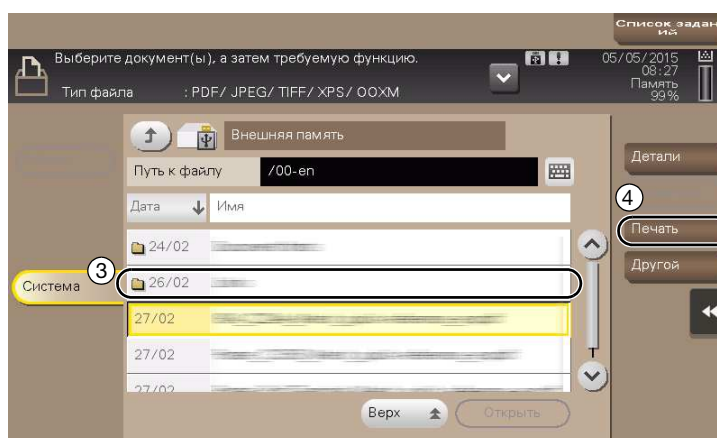 Список задан
ий
Выберите документ(ы), а затем требуемую функцию.
05/05/2015
08:27
Память
99%
Тип файла : PDF/ JPEG/ TIFF/ XPS/ OOXM
Внешняя память
Путь к файлу /00-en
Детали
Дата Имя
4
Печать
24/02
Другой
3
26/02
Система
27/02
27/02
27/02
Верх
Открыть